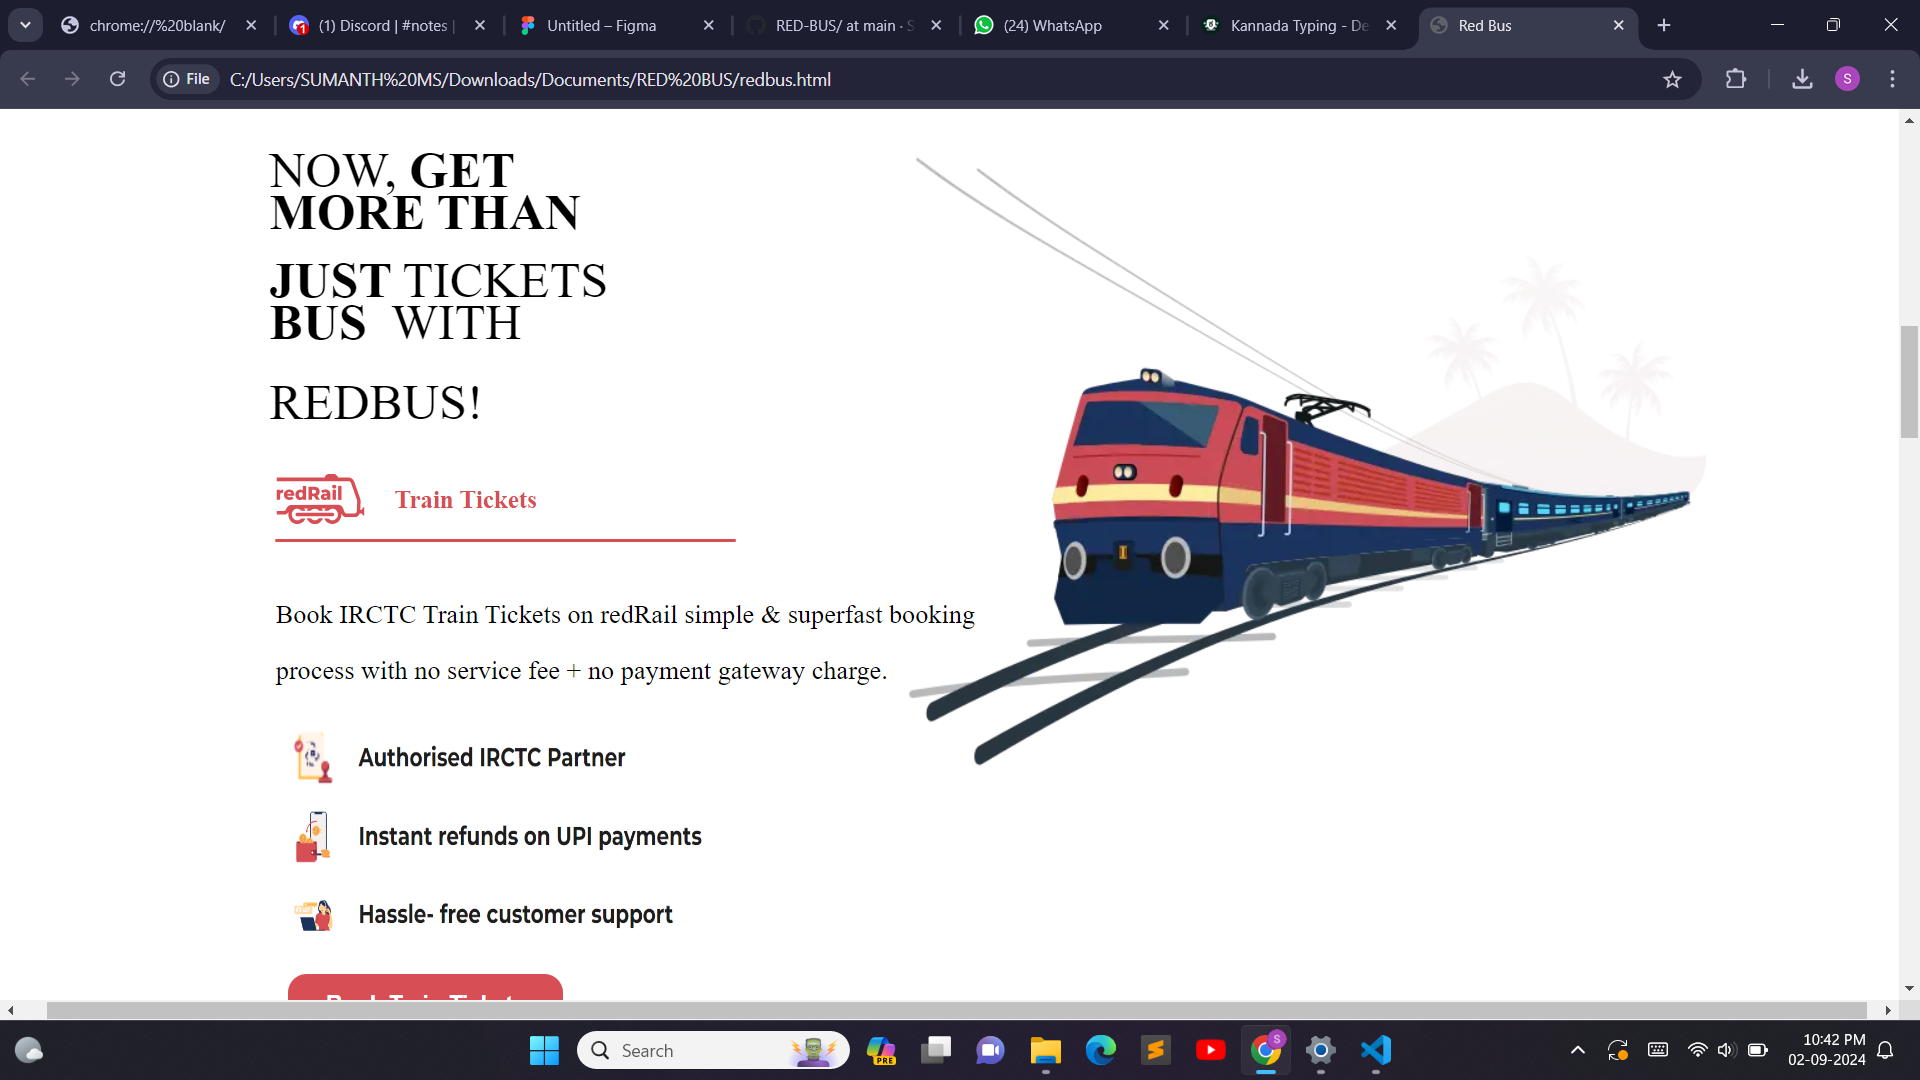 chrome://%20blank/
(1) Discord | #notes |
Untitled – Figma
RED-BUS/ at main · S
(24) WhatsApp
Kannada Typing - De
Red Bus
File
C:/Users/SUMANTH%20MS/Downloads/Documents/RED%20BUS/redbus.html
S
NOW, GET
MORE THAN
JUST TICKETS
BUS WITH
REDBUS!
redRail
Train Tickets
Book IRCTC Train Tickets on redRail simple & superfast booking
process with no service fee + no payment gateway charge.
Authorised IRCTC Partner
Instant refunds on UPI payments
Hassle- free customer support
Book Train Tickets
Search
PRE
S
10:42 PM
02-09-2024